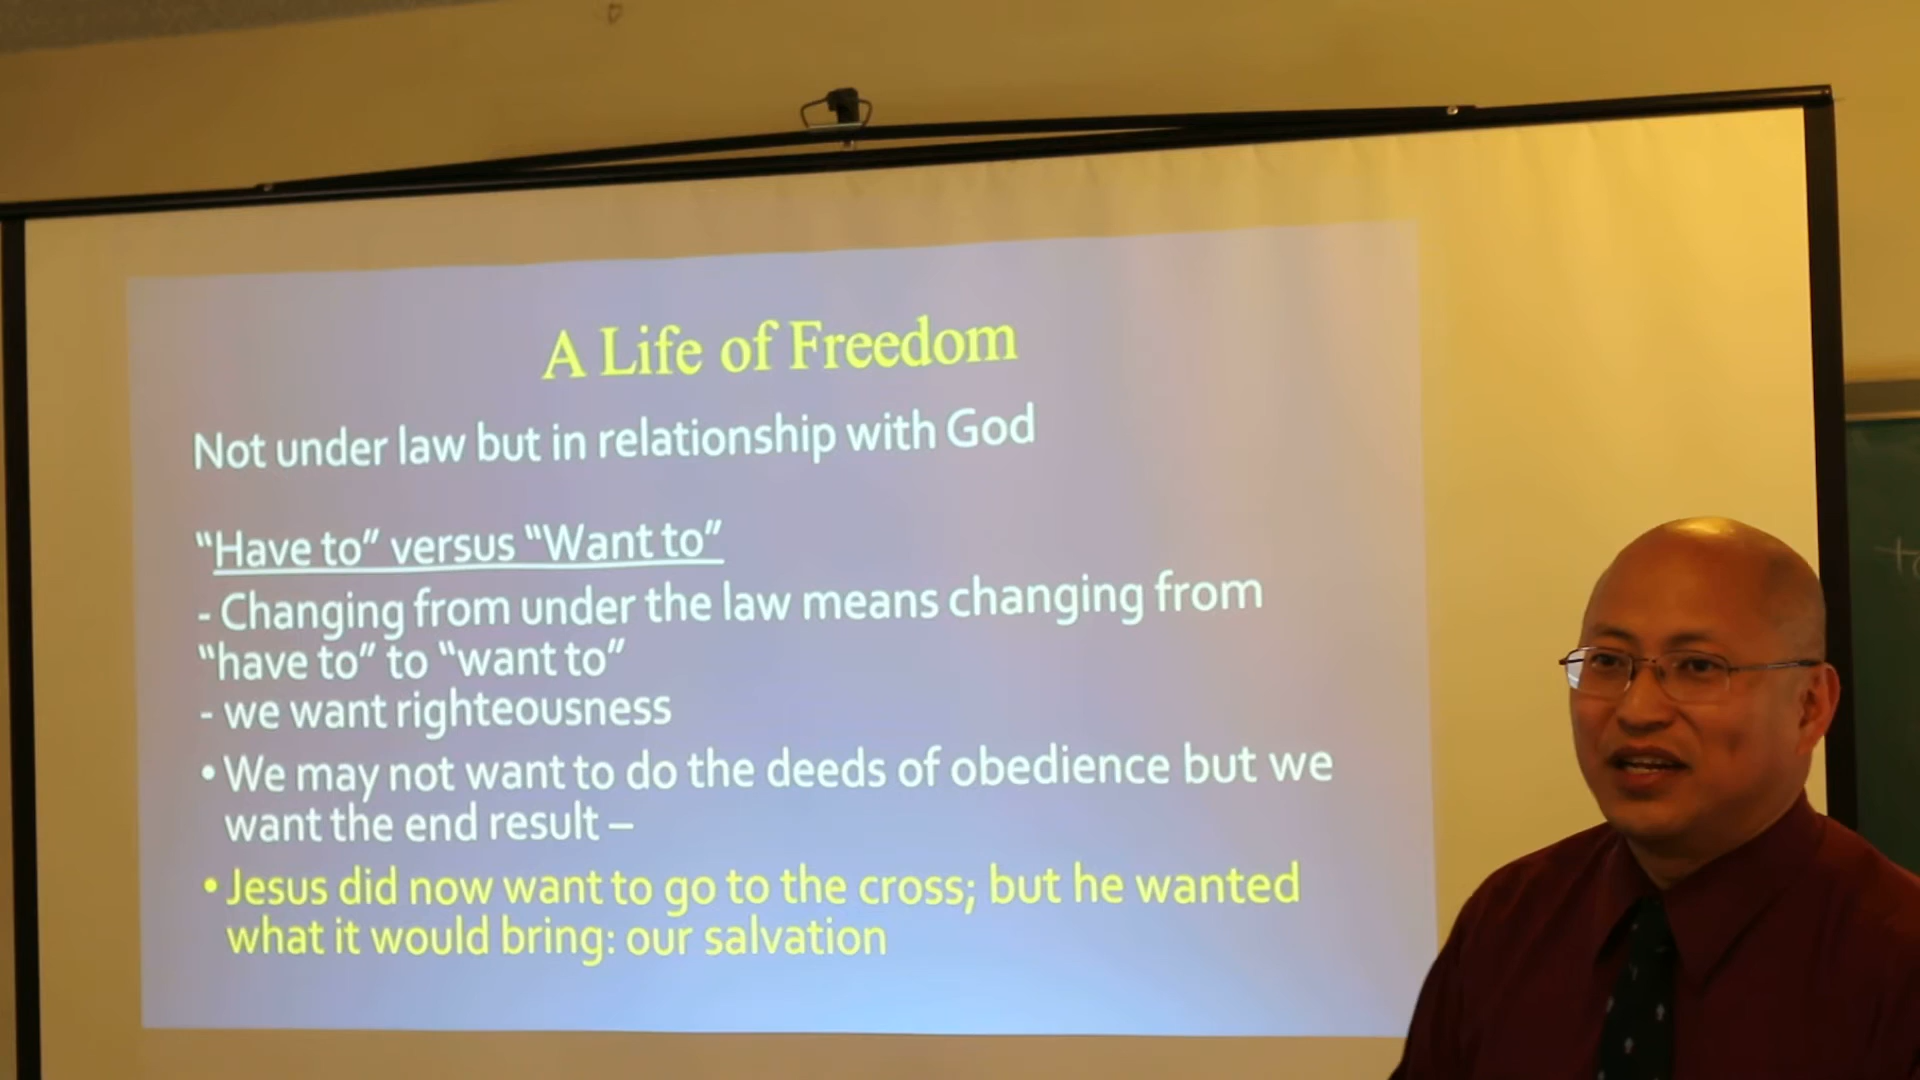 A Life of Freedom
Not under law but in relationship with God
“Have to” versus “Want to”
- Changing from under the law means changing from
“have to” to “want to”
- we want righteousness
• We may not want to do the deeds of obedience but we
want the end result –
• Jesus did now want to go to the cross; but he wanted
what it would bring: our salvation